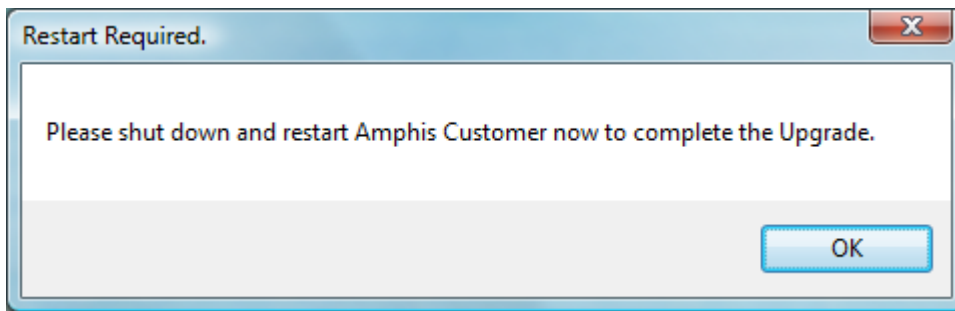 Restart Required.
Please shut down and restart Amphis Customer now to complete the Upgrade.
OK